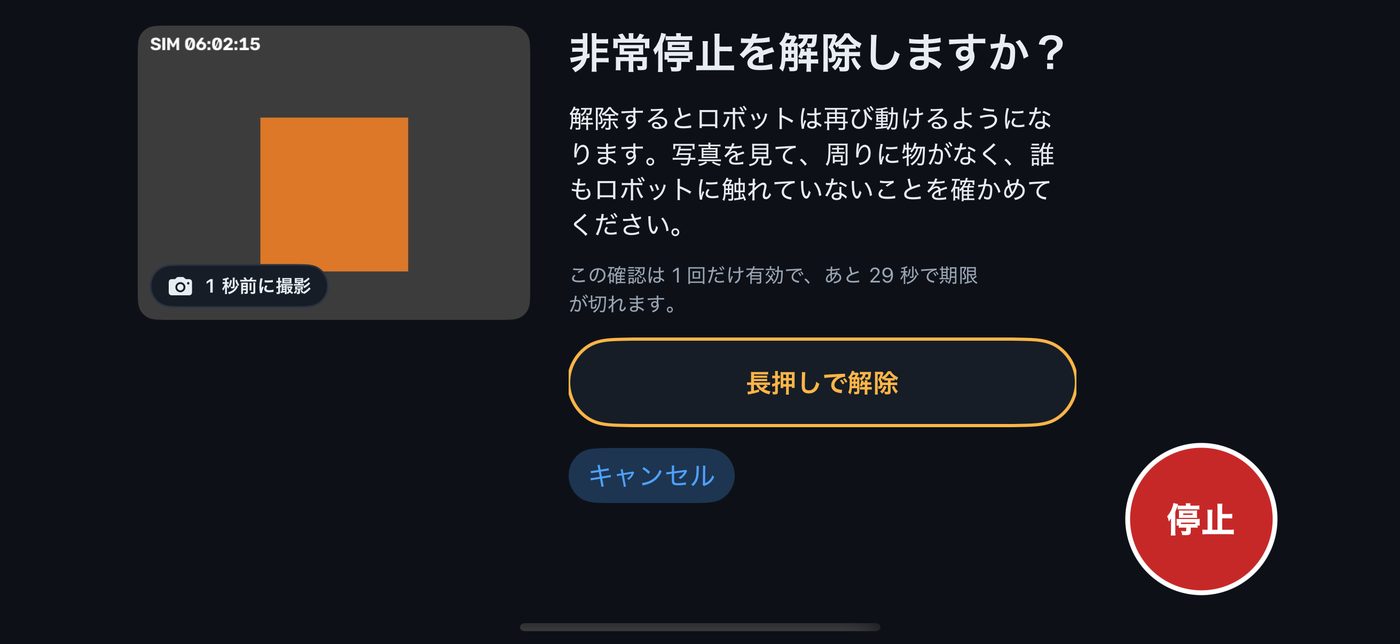 SIM 06:02:15
1 秒前に撮影
非常停止を解除しますか？
解除するとロボットは再び動けるようにな
ります。写真を見て、周りに物がなく、誰
もロボットに触れていないことを確かめて
ください。
この確認は 1 回だけ有効で、あと 29 秒で期限
が切れます。
長押しで解除
キャンセル
停止